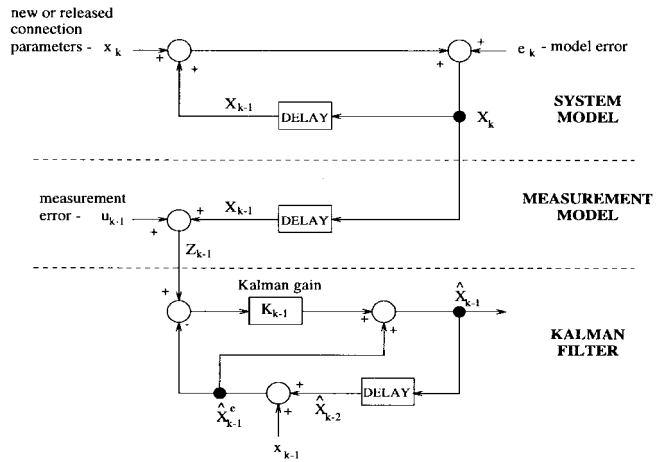 new or released
connection
parameters - x k
+
+
+
+
e k - model error
X k-1
DELAY
X k
SYSTEM
MODEL
measurement
error - u k-1
+
+
X k-1
DELAY
MEASUREMENT
MODEL
Z k-1
+
-
Kalman gain
K k-1
+
+
X̂ k-1
KALMAN
FILTER
X̂ e k-1
+
+
X̂ k-2
DELAY
x k-1